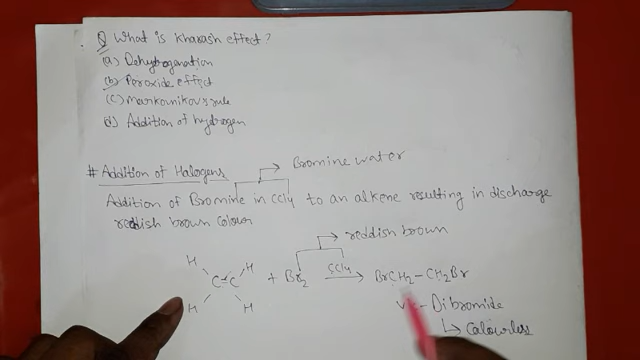 Q What is kharash effect?
(a) Dehydrogenation
(b) Peroxide effect
(c) Markovnikov's rule
(d) Addition of hydrogen
# Addition of Halogens → Bromine water
Addition of Bromine in CCl4 to an alkene resulting in discharge
reddish brown colour
→ reddish brown
H H C=C H H + Br2 CCl4 → BrCH2-CH2Br
Dibromide
↳ Colourless